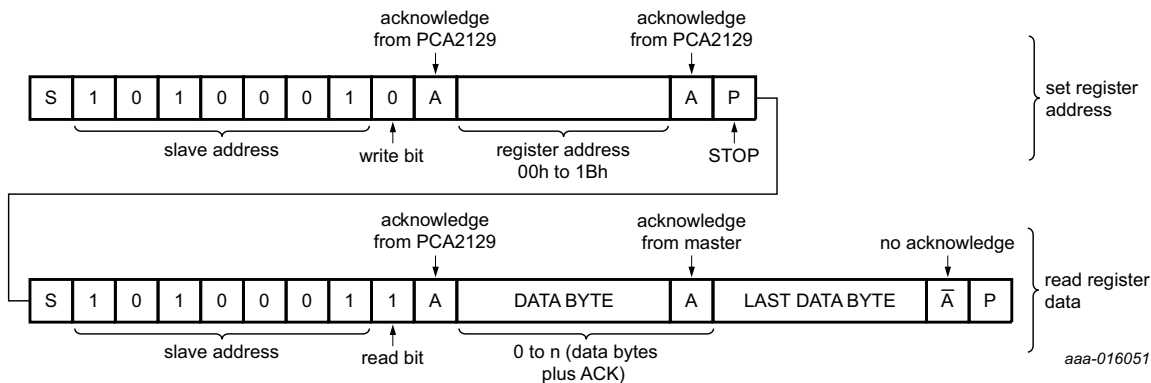 acknowledge
from PCA2129
acknowledge
from PCA2129
S 1 0 1 0 0 0 1 0 A A P
set register
address
slave address
write bit
register address
00h to 1Bh
STOP
acknowledge
from PCA2129
acknowledge
from master
no acknowledge
S 1 0 1 0 0 0 1 1 A DATA BYTE A LAST DATA BYTE A̅ P
read register
data
slave address
read bit
0 to n (data bytes
plus ACK)
aaa-016051